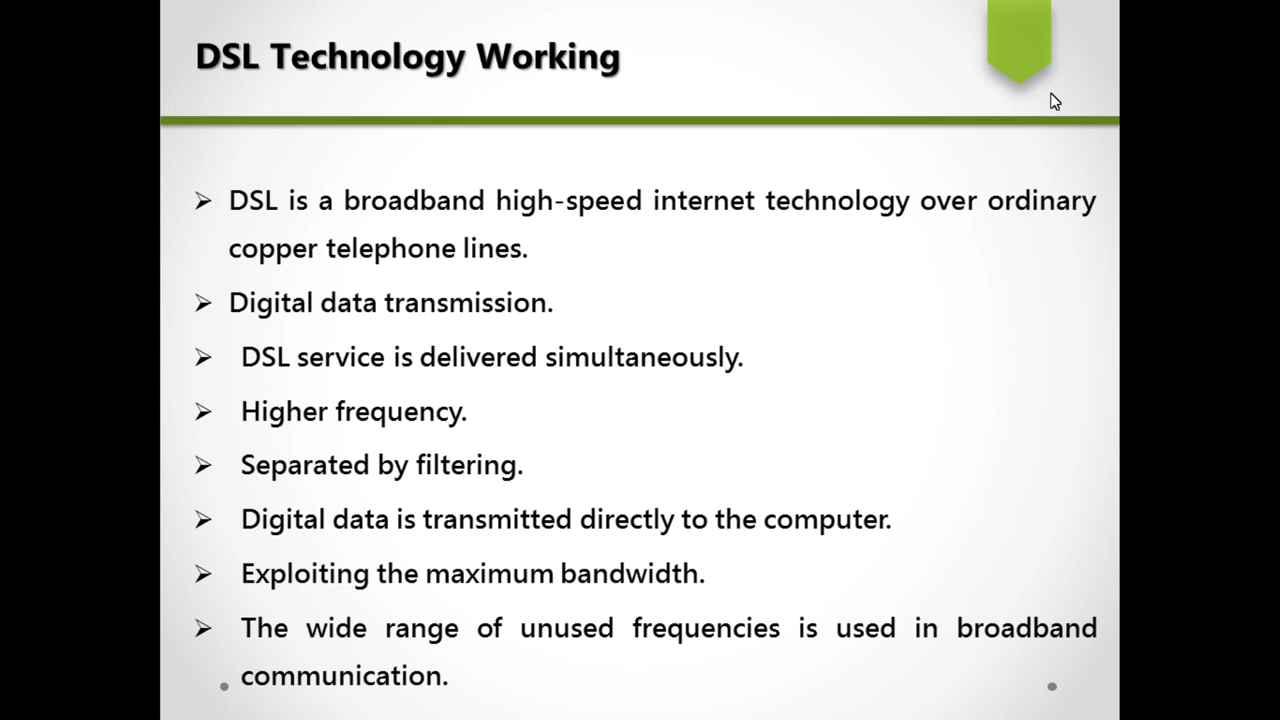 DSL Technology Working
➢ DSL is a broadband high-speed internet technology over ordinary
copper telephone lines.
➢ Digital data transmission.
➢ DSL service is delivered simultaneously.
➢ Higher frequency.
➢ Separated by filtering.
➢ Digital data is transmitted directly to the computer.
➢ Exploiting the maximum bandwidth.
➢ The wide range of unused frequencies is used in broadband
communication.